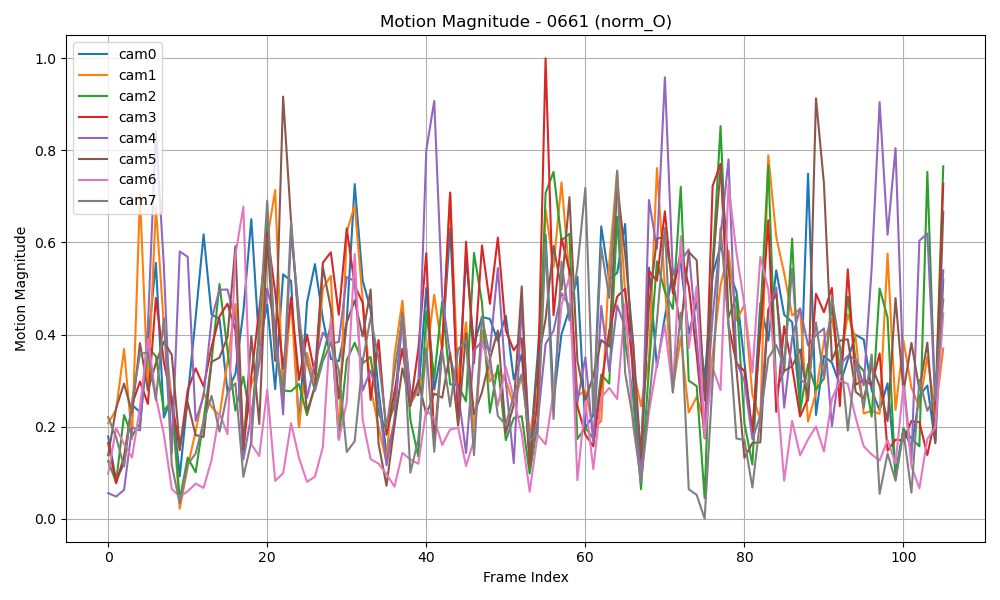 Motion Magnitude - 0661 (norm_O)
cam0
cam1
cam2
cam3
cam4
cam5
cam6
cam7
1.0
0.8
0.6
0.4
0.2
0.0
Motion Magnitude
0
20
40
60
80
100
Frame Index